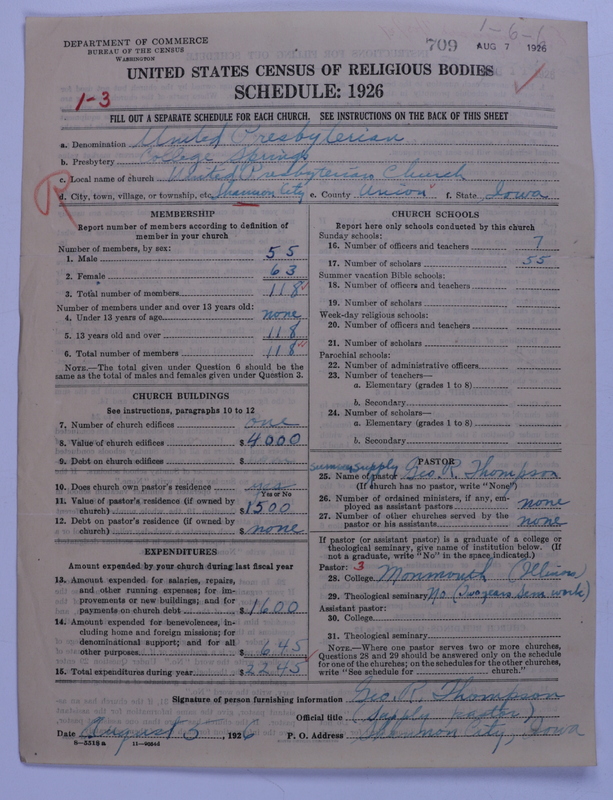 1-6-6
DEPARTMENT OF COMMERCE
BUREAU OF THE CENSUS
WASHINGTON
709 AUG 7 1926
UNITED STATES CENSUS OF RELIGIOUS BODIES
SCHEDULE: 1926
1-3
FILL OUT A SEPARATE SCHEDULE FOR EACH CHURCH. SEE INSTRUCTIONS ON THE BACK OF THIS SHEET
a. Denomination United Presbyterian
b. Presbytery College Springs
c. Local name of church United Presbyterian Church
R
d. City, town, village, or township, etc. Shannon City e. County Union f. State Iowa
MEMBERSHIP
Report number of members according to definition of
member in your church
Number of members, by sex:
1. Male 55
2. Female 63
3. Total number of members 118
Number of members under and over 13 years old:
4. Under 13 years of age none
5. 13 years old and over 118
6. Total number of members 118
NOTE.—The total given under Question 6 should be the
same as the total of males and females given under Question 3.
CHURCH BUILDINGS
See instructions, paragraphs 10 to 12
7. Number of church edifices one
8. Value of church edifices $4000
9. Debt on church edifices $
10. Does church own pastor's residence yes
Yes or No
11. Value of pastor's residence (if owned by
church) $1500
12. Debt on pastor's residence (if owned by
church) $none
EXPENDITURES
Amount expended by your church during last fiscal year
13. Amount expended for salaries, repairs,
and other running expenses; for im-
provements or new buildings; and for
payments on church debt $1600
14. Amount expended for benevolences, in-
cluding home and foreign missions; for
denominational support; and for all
other purposes $645
15. Total expenditures during year $2245
CHURCH SCHOOLS
Report here only schools conducted by this church
Sunday schools:
16. Number of officers and teachers 7
17. Number of scholars 55
Summer vacation Bible schools:
18. Number of officers and teachers
19. Number of scholars
Week-day religious schools:
20. Number of officers and teachers
21. Number of scholars
Parochial schools:
22. Number of administrative officers
23. Number of teachers—
a. Elementary (grades 1 to 8)
b. Secondary
24. Number of scholars—
a. Elementary (grades 1 to 8)
b. Secondary
PASTOR
supply
25. Name of pastor Geo R. Thompson
(If church has no pastor, write "None")
26. Number of ordained ministers, if any, em-
ployed as assistant pastors none
27. Number of other churches served by the
pastor or his assistants none
If pastor (or assistant pastor) is a graduate of a college or
theological seminary, give name of institution below. (If
not a graduate, write "No" in the space indicated.)
Pastor: 3
28. College Monmouth (Illinois)
29. Theological seminary No (Two years Sem. work)
Assistant pastor:
30. College
31. Theological seminary
NOTE.—Where one pastor serves two or more churches,
Questions 28 and 29 should be answered only on the schedule
for one of the churches; on the schedules for the other churches,
write "See schedule for church."
Signature of person furnishing information Geo. R. Thompson
Official title (Supply pastor)
Date August 5, 1926 P. O. Address Shannon City, Iowa
8—5518a